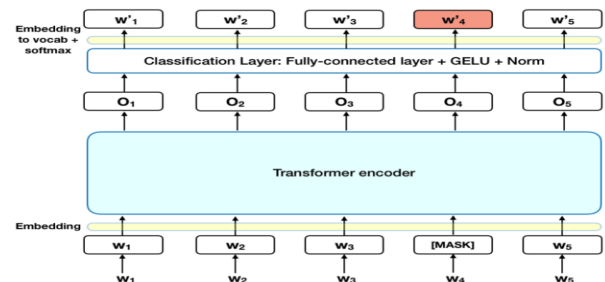 Embedding to vocab + softmax
w'₁ w'₂ w'₃ w'₄ w'₅
Classification Layer: Fully-connected layer + GELU + Norm
O₁ O₂ O₃ O₄ O₅
Transformer encoder
Embedding
W₁ W₂ W₃ [MASK] W₅
W₁ W₂ W₃ W₄ W₅